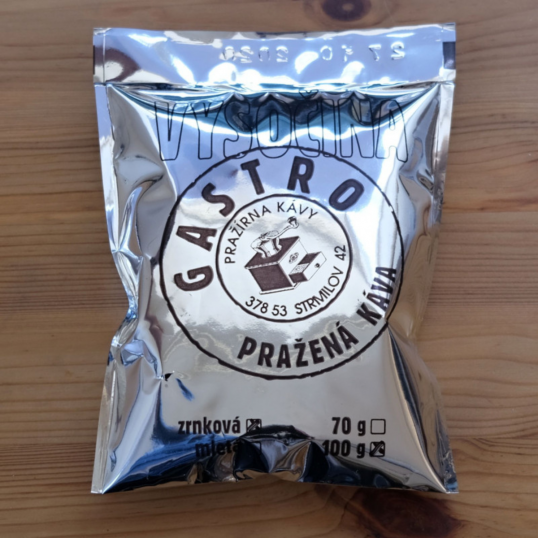 VYSOČINA
GASTRO
PRAŽÍRNA KÁVY
378 53 STRMILOV 42
PRAŽENÁ KÁVA
zrnková 70 g
mletá 100 g